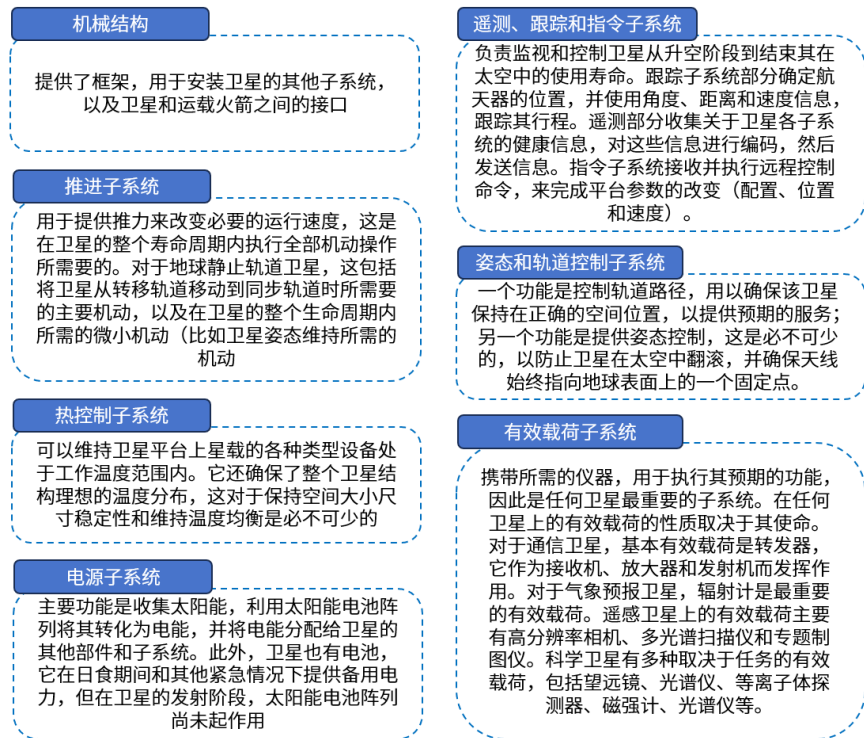 机械结构
提供了框架，用于安装卫星的其他子系统，
以及卫星和运载火箭之间的接口
推进子系统
用于提供推力来改变必要的运行速度，这是
在卫星的整个寿命周期内执行全部机动操作
所需要的。对于地球静止轨道卫星，这包括
将卫星从转移轨道移动到同步轨道时所需要
的主要机动，以及在卫星的整个生命周期内
所需的微小机动（比如卫星姿态维持所需的
机动
热控制子系统
可以维持卫星平台上星载的各种类型设备处
于工作温度范围内。它还确保了整个卫星结
构理想的温度分布，这对于保持空间大小尺
寸稳定性和维持温度均衡是必不可少的
电源子系统
主要功能是收集太阳能，利用太阳能电池阵
列将其转化为电能，并将电能分配给卫星的
其他部件和子系统。此外，卫星也有电池，
它在日食期间和其他紧急情况下提供备用电
力，但在卫星的发射阶段，太阳能电池阵列
尚未起作用
遥测、跟踪和指令子系统
负责监视和控制卫星从升空阶段到结束其在
太空中的使用寿命。跟踪子系统部分确定航
天器的位置，并使用角度、距离和速度信息，
跟踪其行程。遥测部分收集关于卫星各子系
统的健康信息，对这些信息进行编码，然后
发送信息。指令子系统接收并执行远程控制
命令，来完成平台参数的改变（配置、位置
和速度）。
姿态和轨道控制子系统
一个功能是控制轨道路径，用以确保该卫星
保持在正确的空间位置，以提供预期的服务；
另一个功能是提供姿态控制，这是必不可少
的，以防止卫星在太空中翻滚，并确保天线
始终指向地球表面上的一个固定点。
有效载荷子系统
携带所需的仪器，用于执行其预期的功能，
因此是任何卫星最重要的子系统。在任何
卫星上的有效载荷的性质取决于其使命。
对于通信卫星，基本有效载荷是转发器，
它作为接收机、放大器和发射机而发挥作
用。对于气象预报卫星，辐射计是最重要
的有效载荷。遥感卫星上的有效载荷主要
有高分辨率相机、多光谱扫描仪和专题制
图仪。科学卫星有多种取决于任务的有效
载荷，包括望远镜、光谱仪、等离子体探
测器、磁强计、光谱仪等。